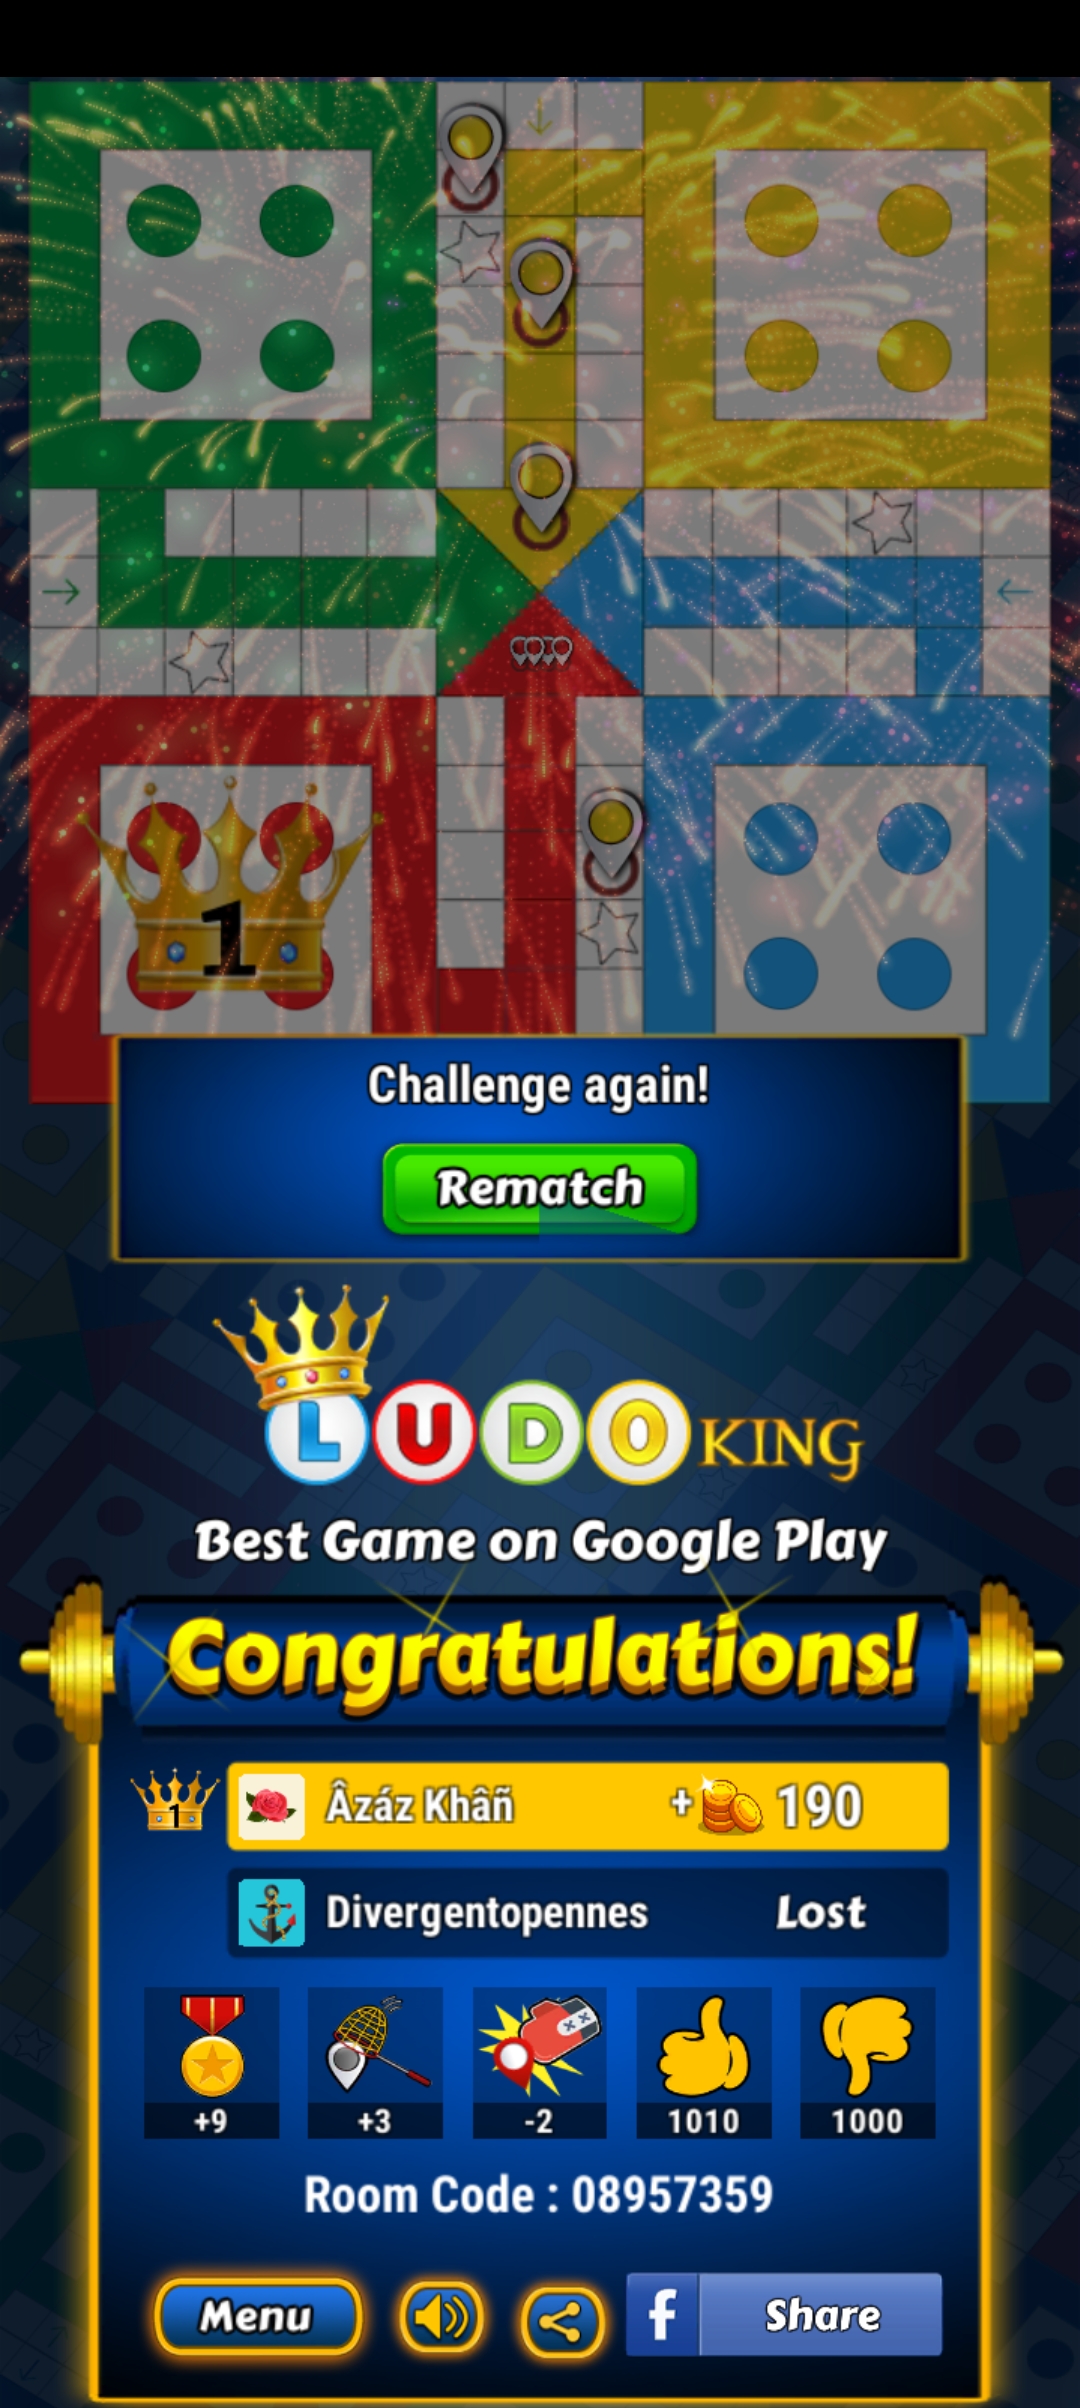 1
Challenge again!
Rematch
LUDO KING
Best Game on Google Play
Congratulations!
1 Âzáz Khâñ + 190
Divergentopennes Lost
+9 +3 -2 1010 1000
Room Code : 08957359
Menu f Share